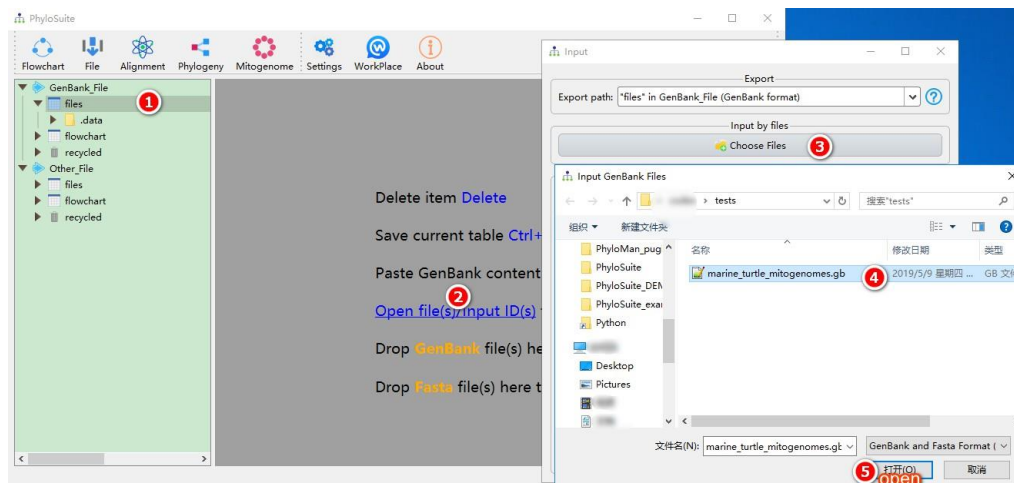 PhyloSuite
Flowchart File Alignment Phylogeny Mitogenome Settings WorkPlace About
GenBank_File
files
1
.data
flowchart
recycled
Other_File
files
flowchart
recycled
Delete item Delete
Save current table Ctrl+
Paste GenBank content
2
Open file(s)/Input ID(s)
Drop GenBank file(s) he
Drop Fasta file(s) here t
Input
Export
Export path: "files" in GenBank_File (GenBank format)
Input by files
Choose Files
3
Input GenBank Files
tests
搜索"tests"
组织 新建文件夹
PhyloMan_pug
PhyloSuite
PhyloSuite_DEM
PhyloSuite_exar
Python
Desktop
Pictures
名称 修改日期 类型
marine_turtle_mitogenomes.gb 4 2019/5/9 星期四 ... GB 文件
文件名(N): marine_turtle_mitogenomes.gb GenBank and Fasta Format (
5 打开(O) 取消
open